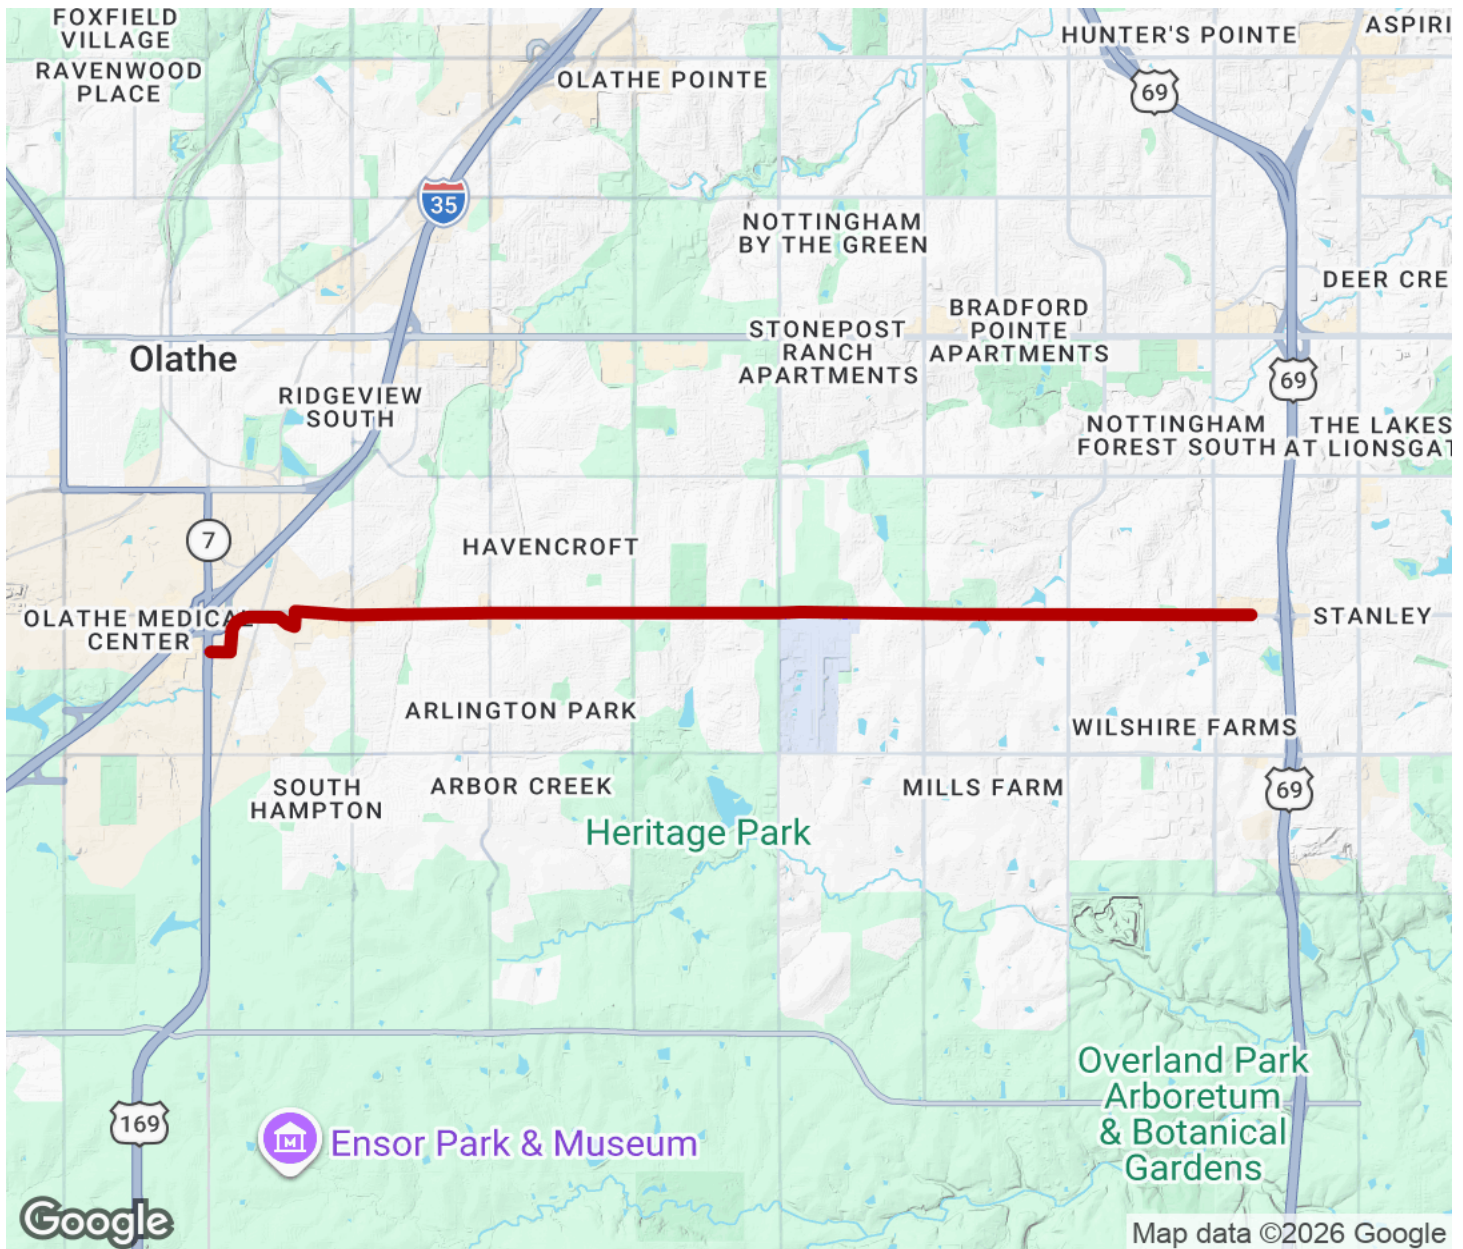 FOXFIELD
VILLAGE
RAVENWOOD
PLACE
OLATHE POINTE
HUNTER'S POINTE
ASPIRI
69
35
NOTTINGHAM
BY THE GREEN
DEER CRE
BRADFORD
POINTE
APARTMENTS
STONEPOST
RANCH
APARTMENTS
Olathe
69
RIDGEVIEW
SOUTH
NOTTINGHAM
FOREST SOUTH
THE LAKES
AT LIONSGAT
7
HAVENCROFT
OLATHE MEDICAL
CENTER
STANLEY
ARLINGTON PARK
WILSHIRE FARMS
SOUTH
HAMPTON
ARBOR CREEK
MILLS FARM
69
Heritage Park
Overland Park
Arboretum
& Botanical
Gardens
169
M
Ensor Park & Museum
Google
Map data ©2026 Google